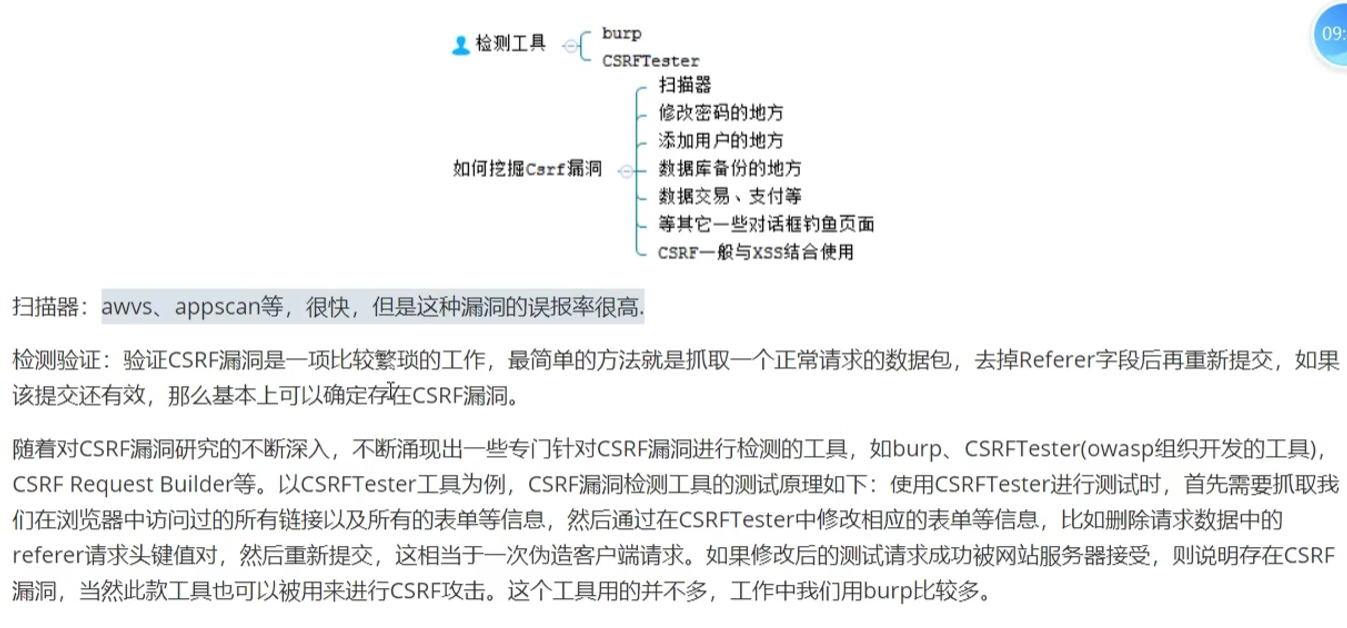 检测工具
burp
CSRFTester
如何挖掘Csrf漏洞
扫描器
修改密码的地方
添加用户的地方
数据库备份的地方
数据交易、支付等
等其它一些对话框钓鱼页面
CSRF一般与XSS结合使用
09:
扫描器：awvs、appscan等，很快，但是这种漏洞的误报率很高.
检测验证：验证CSRF漏洞是一项比较繁琐的工作，最简单的方法就是抓取一个正常请求的数据包，去掉Referer字段后再重新提交，如果
该提交还有效，那么基本上可以确定存在CSRF漏洞。
随着对CSRF漏洞研究的不断深入，不断涌现出一些专门针对CSRF漏洞进行检测的工具，如burp、CSRFTester(owasp组织开发的工具)，
CSRF Request Builder等。以CSRFTester工具为例，CSRF漏洞检测工具的测试原理如下：使用CSRFTester进行测试时，首先需要抓取我
们在浏览器中访问过的所有链接以及所有的表单等信息，然后通过在CSRFTester中修改相应的表单等信息，比如删除请求数据中的
referer请求头键值对，然后重新提交，这相当于一次伪造客户端请求。如果修改后的测试请求成功被网站服务器接受，则说明存在CSRF
漏洞，当然此款工具也可以被用来进行CSRF攻击。这个工具用的并不多，工作中我们用burp比较多。